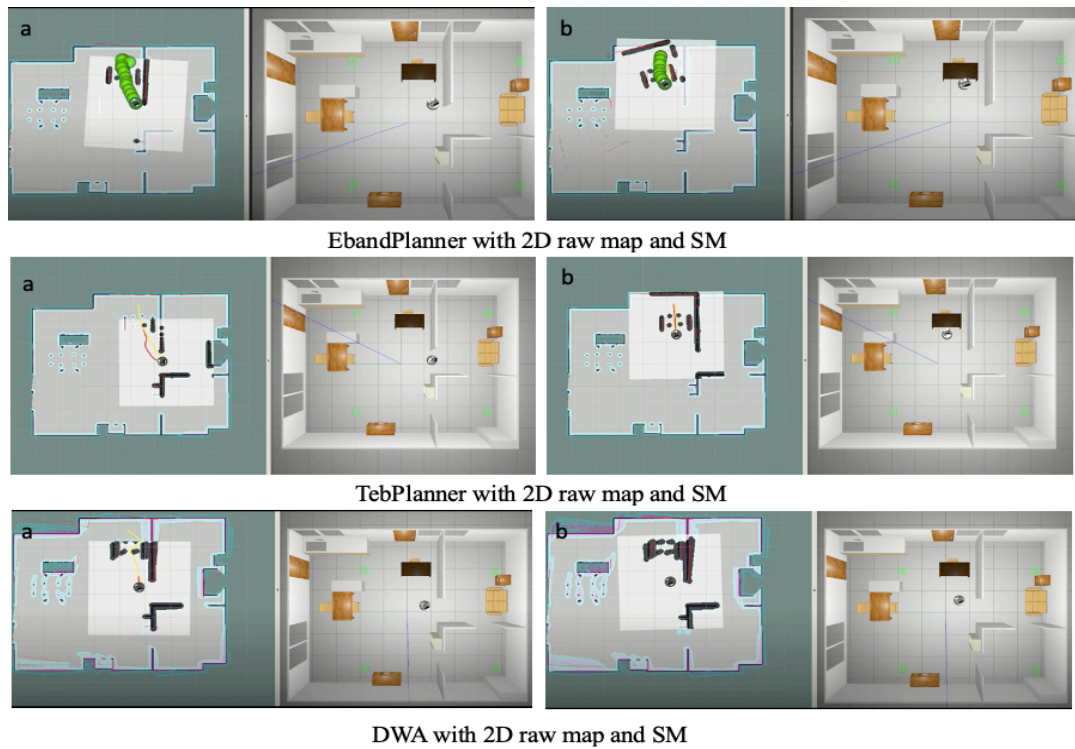 a
b
EbandPlanner with 2D raw map and SM
a
b
TebPlanner with 2D raw map and SM
a
b
DWA with 2D raw map and SM